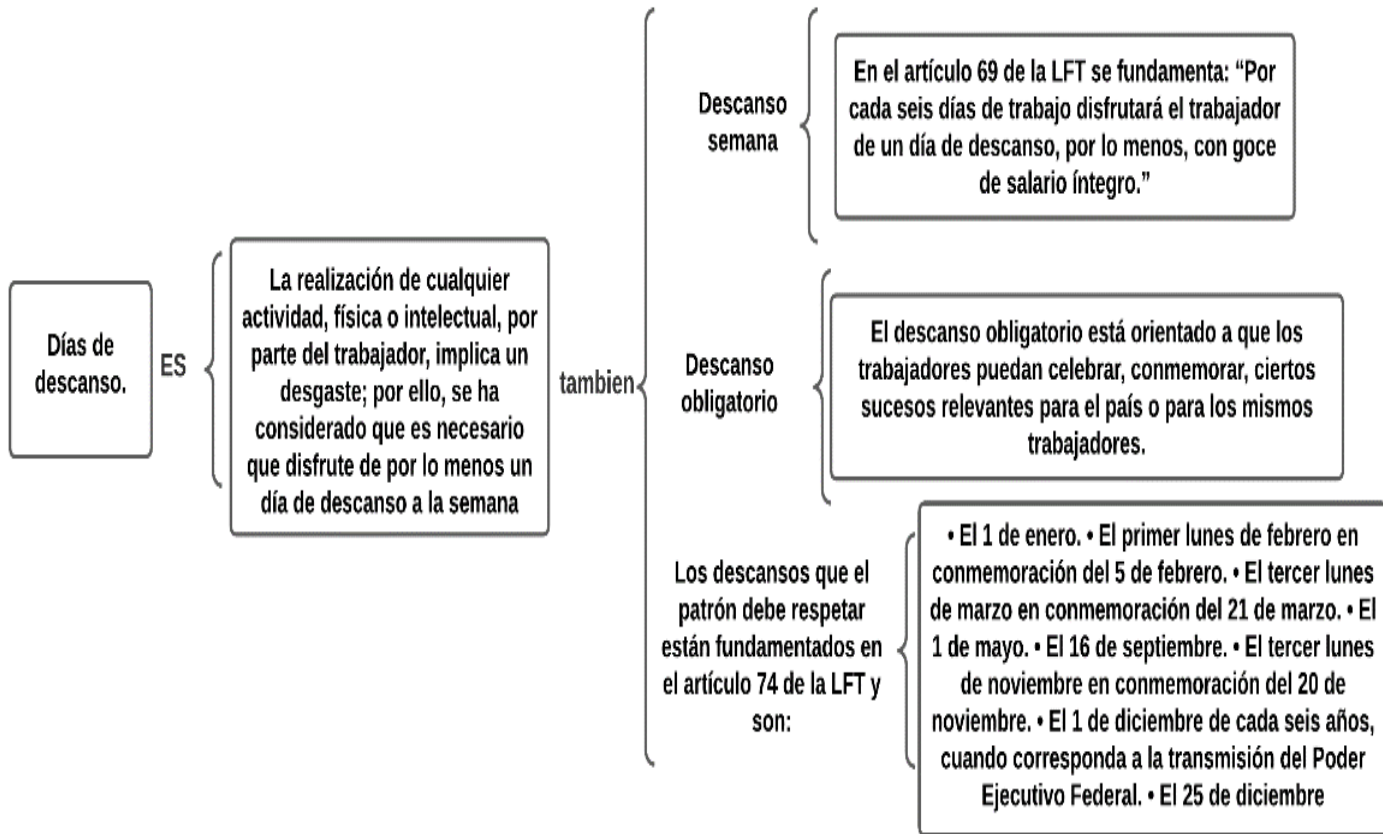 Días de
descanso.
ES
La realización de cualquier
actividad, física o intelectual, por
parte del trabajador, implica un
desgaste; por ello, se ha
considerado que es necesario
que disfrute de por lo menos un
día de descanso a la semana
tambien
Descanso
semana
En el artículo 69 de la LFT se fundamenta: “Por
cada seis días de trabajo disfrutará el trabajador
de un día de descanso, por lo menos, con goce
de salario íntegro.”
Descanso
obligatorio
El descanso obligatorio está orientado a que los
trabajadores puedan celebrar, conmemorar, ciertos
sucesos relevantes para el país o para los mismos
trabajadores.
Los descansos que el
patrón debe respetar
están fundamentados en
el artículo 74 de la LFT y
son:
• El 1 de enero. • El primer lunes de febrero en
conmemoración del 5 de febrero. • El tercer lunes
de marzo en conmemoración del 21 de marzo. • El
1 de mayo. • El 16 de septiembre. • El tercer lunes
de noviembre en conmemoración del 20 de
noviembre. • El 1 de diciembre de cada seis años,
cuando corresponda a la transmisión del Poder
Ejecutivo Federal. • El 25 de diciembre